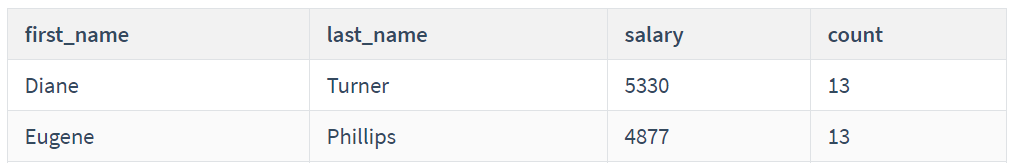 first_name last_name salary count
Diane Turner 5330 13
Eugene Phillips 4877 13